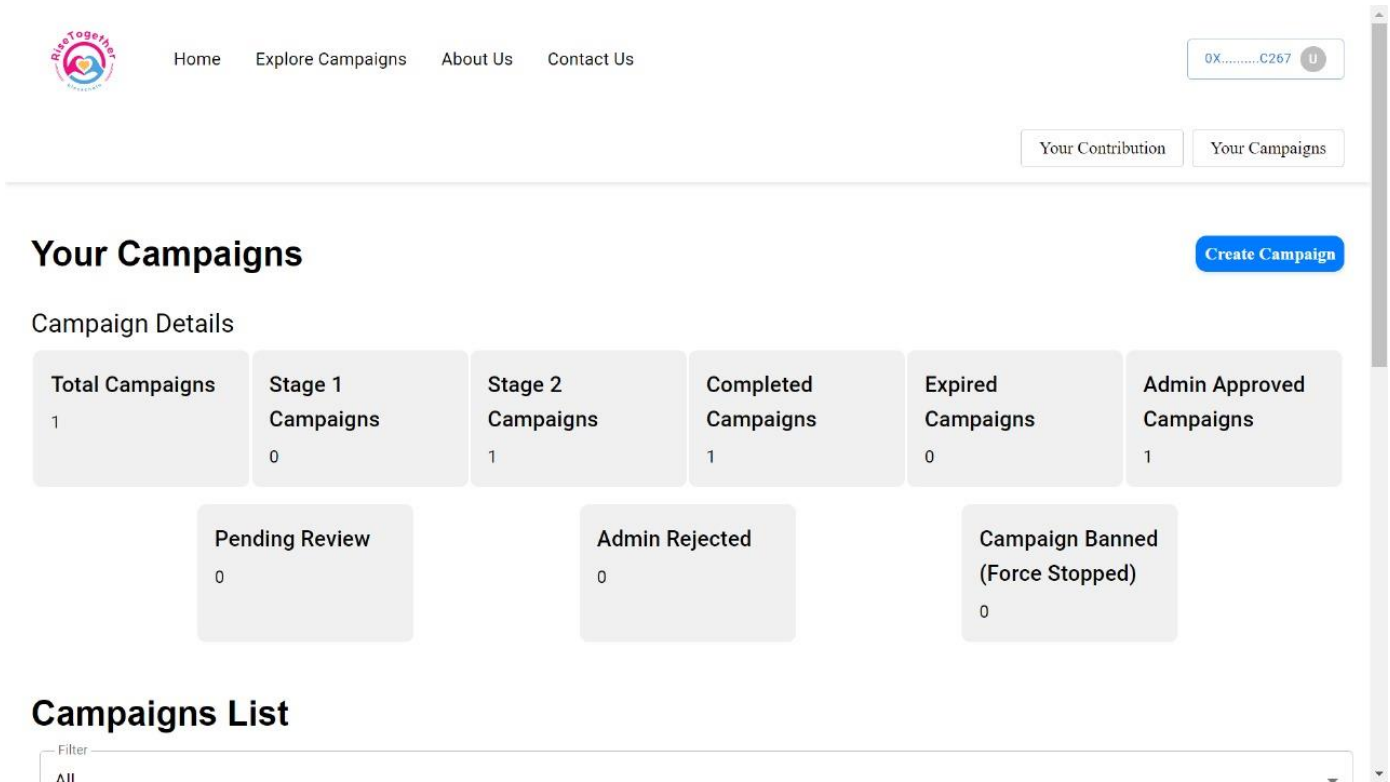 RiseTogether
Home Explore Campaigns About Us Contact Us
0X..........C267 U
Your Contribution Your Campaigns
Your Campaigns
Create Campaign
Campaign Details
Total Campaigns
1
Stage 1
Campaigns
0
Stage 2
Campaigns
1
Completed
Campaigns
1
Expired
Campaigns
0
Admin Approved
Campaigns
1
Pending Review
0
Admin Rejected
0
Campaign Banned
(Force Stopped)
0
Campaigns List
Filter
All